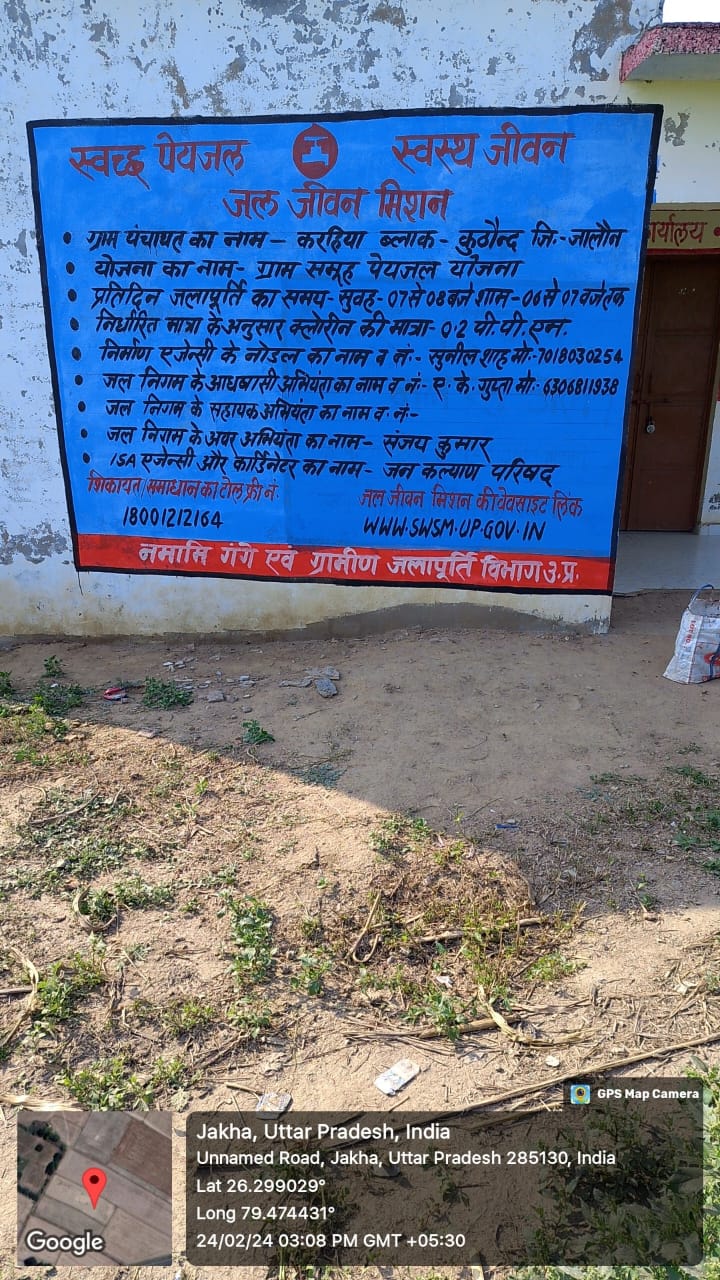 स्वच्छ पेयजल स्वस्थ जीवन
जल जीवन मिशन
• ग्राम पंचायत का नाम - करहिया ब्लाक - कुठौन्द जि.-जालौन
• योजना का नाम- ग्राम समूह पेयजल योजना
• प्रतिदिन जलापूर्ति का समय- सुवह-07 से 08 बजे शाम-06 से 07 वजे तक
• निर्धारित मात्रा के अनुसार क्लोरीन की मात्रा- 0.2 पी.पी.एम.
• निर्माण एजेन्सी के नोडल का नाम व नं.- सुनील शाह मो:-7018030254
• जल निगम के अधिषासी अभियंता का नाम व नं:- ए. के. गुप्ता मो: 6306811938
• जल निगम के सहायक अभियंता का नाम व नं:-
• जल निगम के अवर अभियंता का नाम- संजय कुमार
• ISA एजेन्सी और कार्डिनेटर का नाम- जन कल्याण परिषद
शिकायत/समाधान का टोल फ्री नं. जल जीवन मिशन की वेवसाइट लिंक
18001212164 WWW.SWSM.UP.GOV.IN
नमामि गंगे एवं ग्रामीण जलापूर्ति विभाग उ.प्र.
कार्यालय
GPS Map Camera
Jakha, Uttar Pradesh, India
Unnamed Road, Jakha, Uttar Pradesh 285130, India
Lat 26.299029°
Long 79.474431°
24/02/24 03:08 PM GMT +05:30
Google